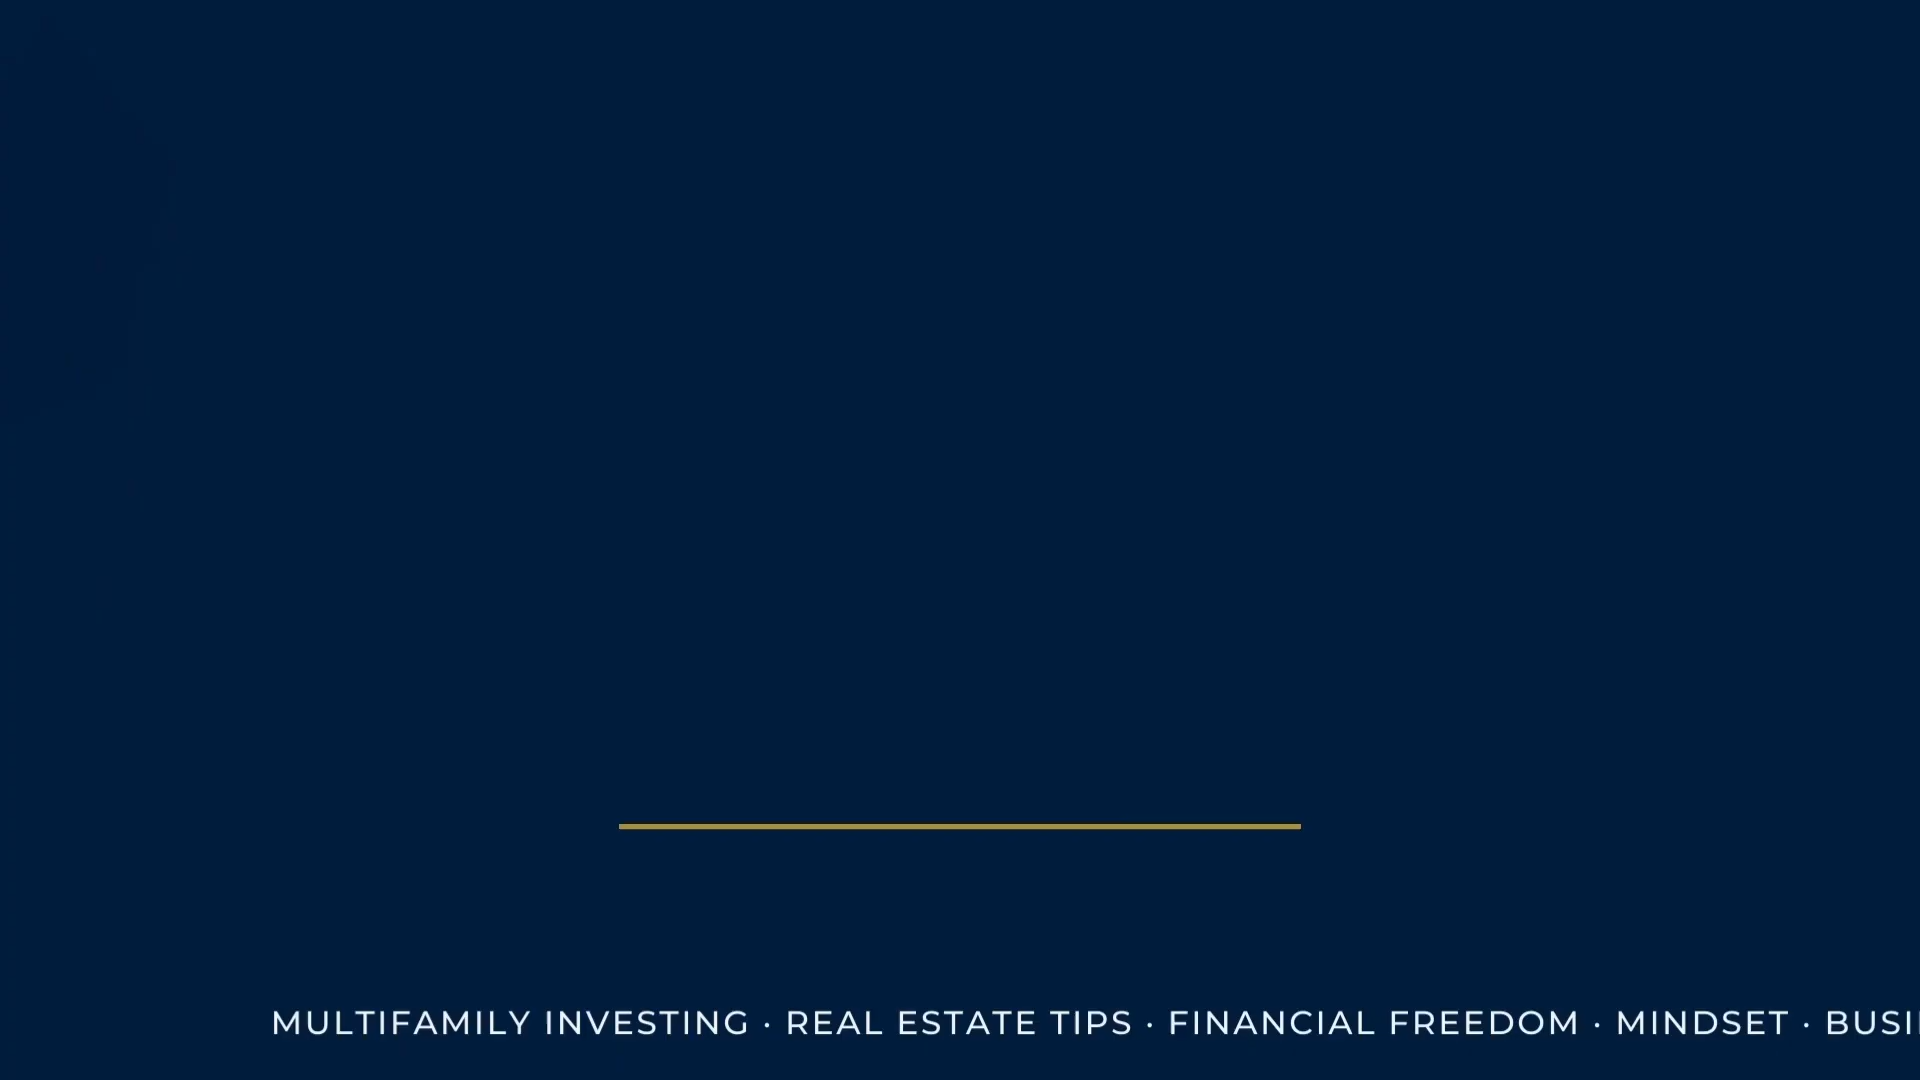 MULTIFAMILY INVESTING · REAL ESTATE TIPS · FINANCIAL FREEDOM · MINDSET ·